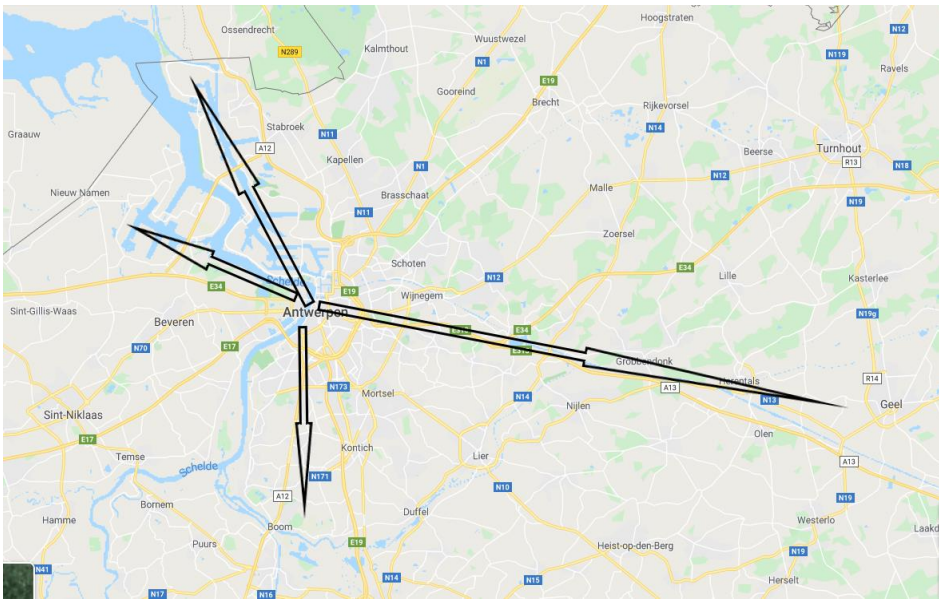 Hoogstraten
Ossendrecht
N12
Wuustwezel
Kalmthout
N289
N119
N1
Ravels
E19
Gooreind
Brecht
Rijkevorsel
Stabroek
N14
Graauw
N11
A12
Beerse
Turnhout
Kapellen
R13
N1
N18
N12
Malle
Nieuw Namen
Brasschaat
N19
N11
Zoersel
Schoten
E34
Lille
N12
Kasterlee
Schelde
E34
E19
Wijnegem
Sint-Gillis-Waas
Antwerpen
N19g
Beveren
E34
E17
N70
Grobbendonk
Herentals
R14
N173
A13
Mortsel
N14
N13
Geel
Nijlen
Sint-Niklaas
Olen
E17
Kontich
Temse
Lier
A13
Schelde
N171
N10
A12
N19
Bornem
Duffel
Hamme
Boom
Westerlo
Puurs
E19
Heist-op-den-Berg
N19
N41
N14
N15
Herselt
N17
N16